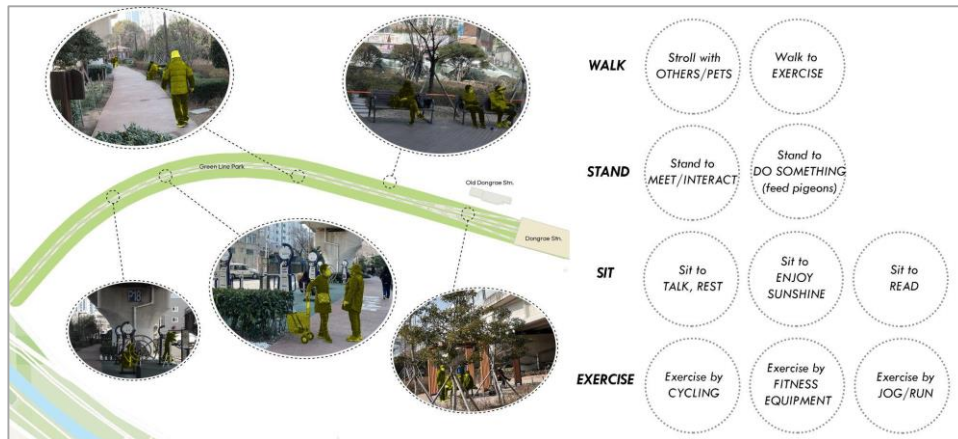 Green Line Park
Old Dongrae Stn.
Dongrae Stn.
P18
WALK
Stroll with
OTHERS/PETS
Walk to
EXERCISE
STAND
Stand to
MEET/INTERACT
Stand to
DO SOMETHING
(feed pigeons)
SIT
Sit to
TALK, REST
Sit to
ENJOY
SUNSHINE
Sit to
READ
EXERCISE
Exercise by
CYCLING
Exercise by
FITNESS
EQUIPMENT
Exercise by
JOG/RUN